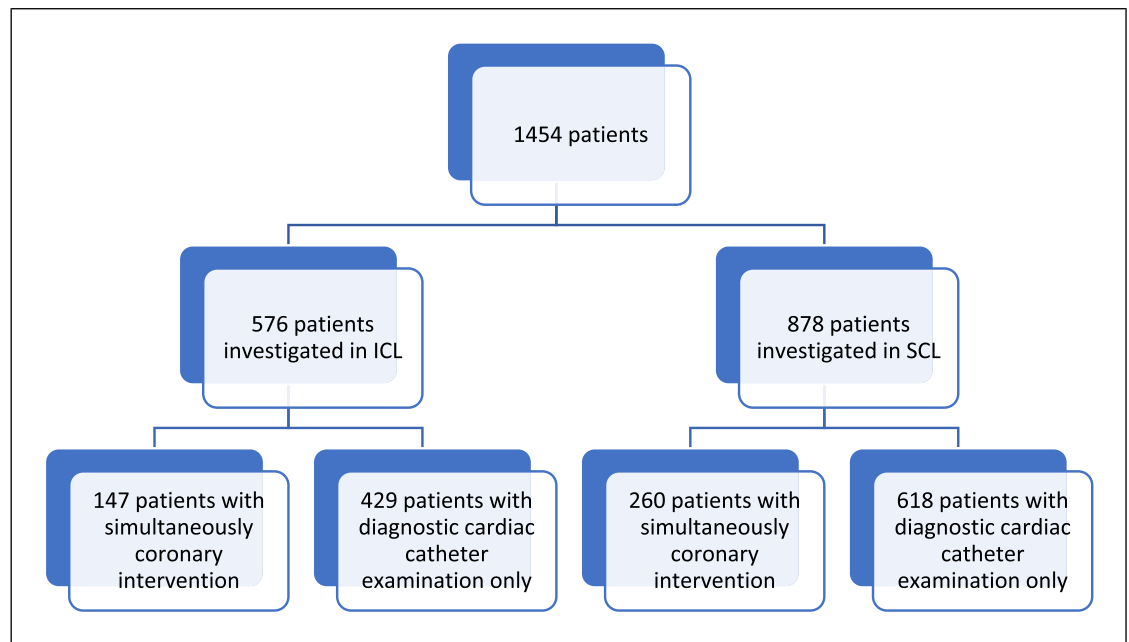 1454 patients
576 patients
investigated in ICL
878 patients
investigated in SCL
147 patients with
simultaneously
coronary
intervention
429 patients with
diagnostic cardiac
catheter
examination only
260 patients with
simultaneously
coronary
intervention
618 patients with
diagnostic cardiac
catheter
examination only